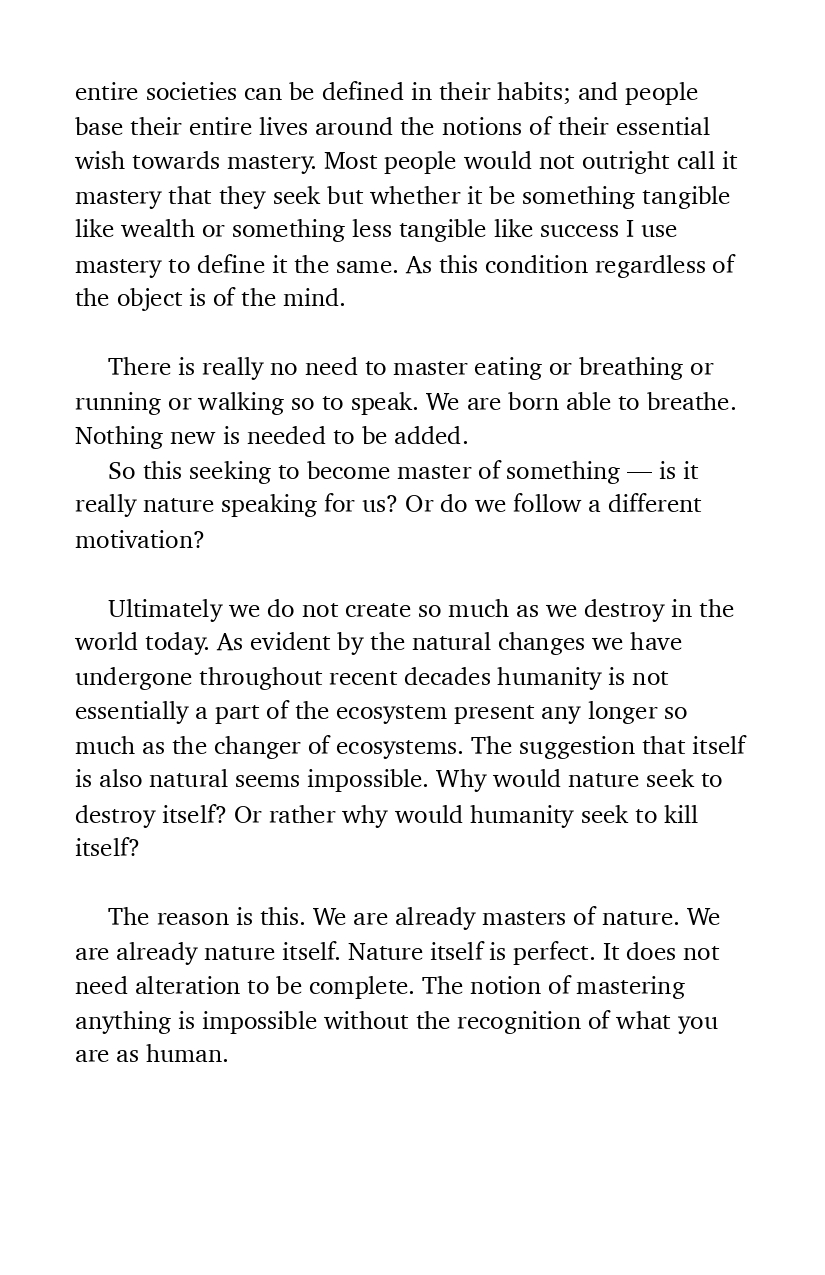 entire societies can be defined in their habits; and people
base their entire lives around the notions of their essential
wish towards mastery. Most people would not outright call it
mastery that they seek but whether it be something tangible
like wealth or something less tangible like success I use
mastery to define it the same. As this condition regardless of
the object is of the mind.
There is really no need to master eating or breathing or
running or walking so to speak. We are born able to breathe.
Nothing new is needed to be added.
So this seeking to become master of something — is it
really nature speaking for us? Or do we follow a different
motivation?
Ultimately we do not create so much as we destroy in the
world today. As evident by the natural changes we have
undergone throughout recent decades humanity is not
essentially a part of the ecosystem present any longer so
much as the changer of ecosystems. The suggestion that itself
is also natural seems impossible. Why would nature seek to
destroy itself? Or rather why would humanity seek to kill
itself?
The reason is this. We are already masters of nature. We
are already nature itself. Nature itself is perfect. It does not
need alteration to be complete. The notion of mastering
anything is impossible without the recognition of what you
are as human.